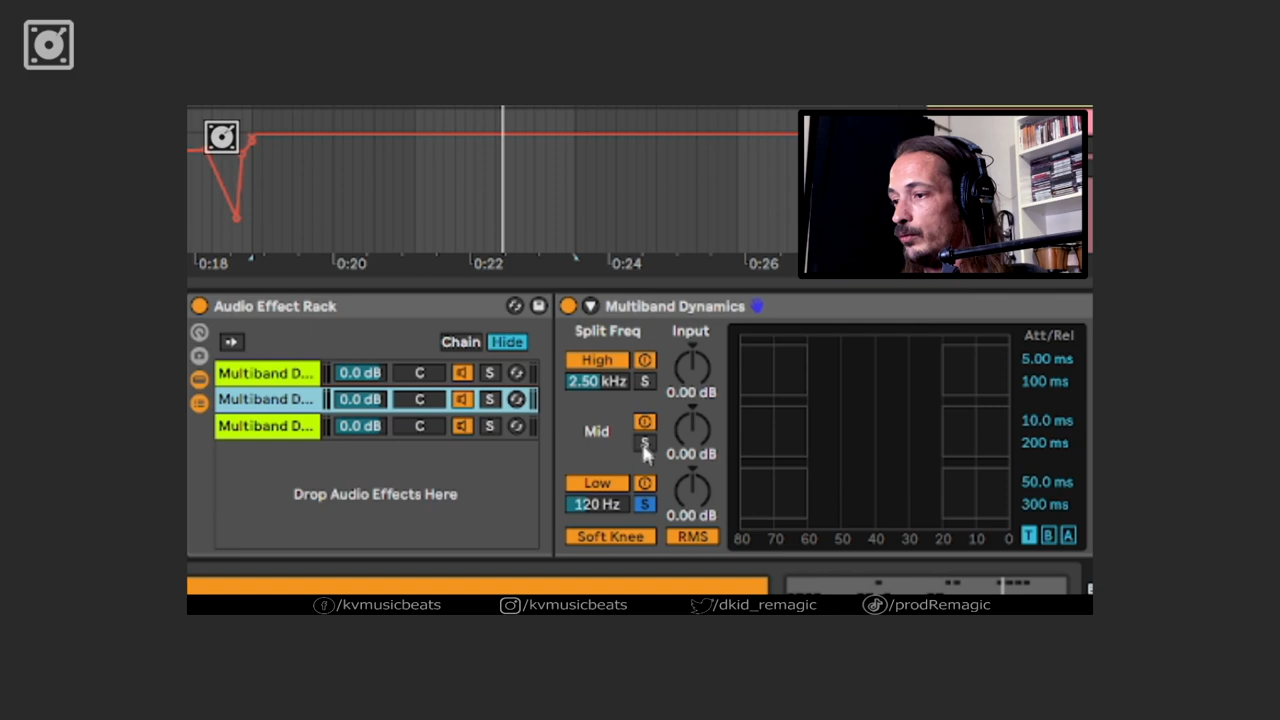 0:18 0:20 0:22 0:24 0:26
Audio Effect Rack
Multiband Dynamics
Split Freq Input
Att/Rel
Chain Hide
High
5.00 ms
Multiband D... 0.0 dB C S
2.50 kHz S
100 ms
0.00 dB
Multiband D... 0.0 dB C S
10.0 ms
Multiband D... 0.0 dB C S
Mid
S
200 ms
0.00 dB
Low
50.0 ms
Drop Audio Effects Here
120 Hz S
300 ms
0.00 dB
Soft Knee RMS
80 70 60 50 40 30 20 10 0
T B A
/kvmusicbeats /kvmusicbeats /dkid_remagic /prodRemagic